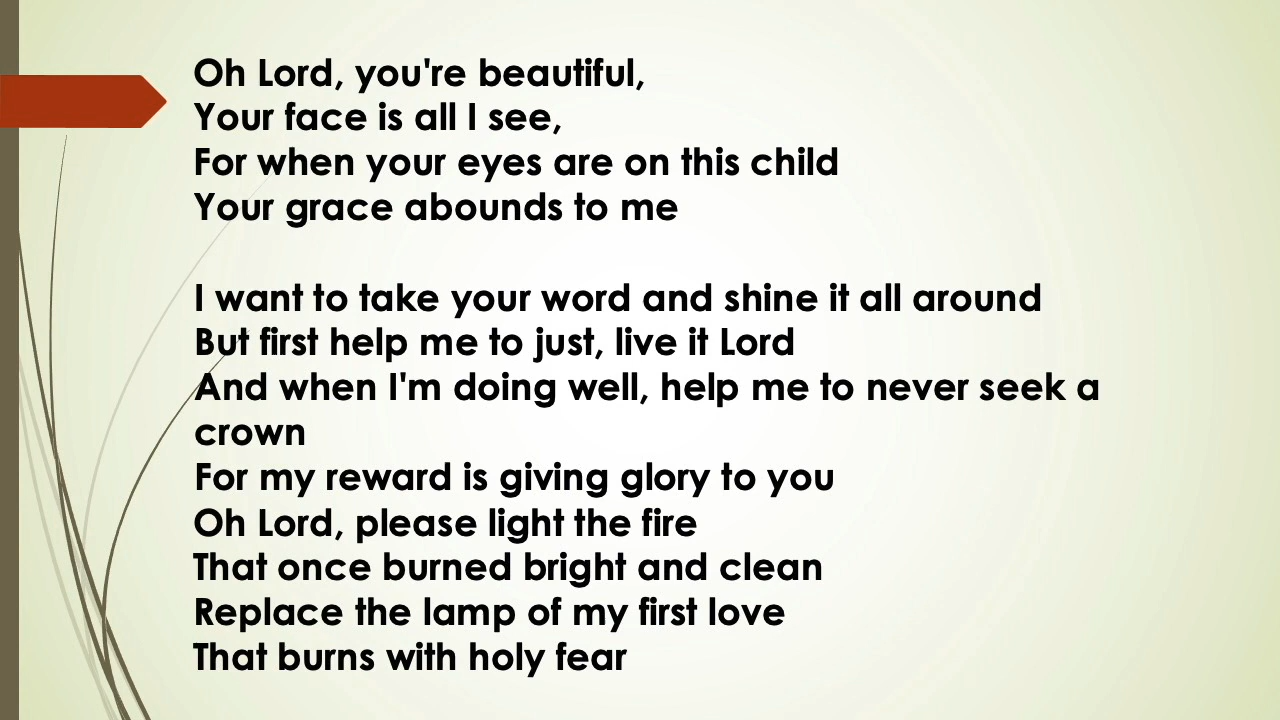 Oh Lord, you're beautiful,
Your face is all I see,
For when your eyes are on this child
Your grace abounds to me
I want to take your word and shine it all around
But first help me to just, live it Lord
And when I'm doing well, help me to never seek a
crown
For my reward is giving glory to you
Oh Lord, please light the fire
That once burned bright and clean
Replace the lamp of my first love
That burns with holy fear